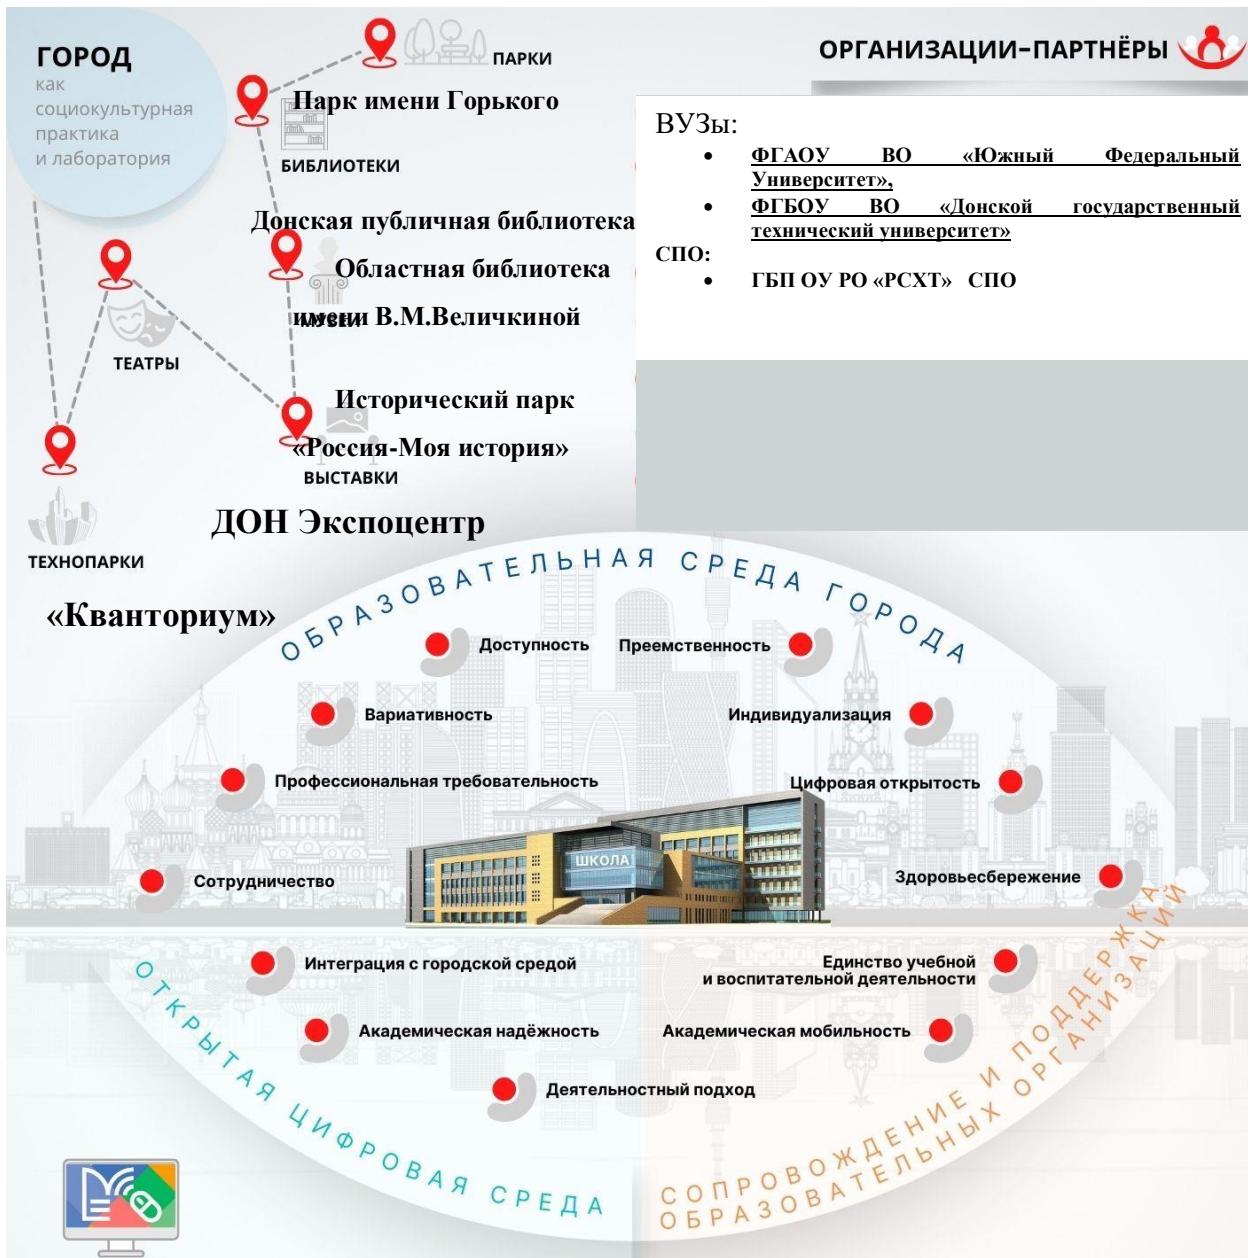 ГОРОД
как
социокультурная
практика
и лаборатория
ПАРКИ
Парк имени Горького
БИБЛИОТЕКИ
Донская публичная библиотека
Областная библиотека
имени В.М.Величкиной
МУЗЕИ
ТЕАТРЫ
Исторический парк
«Россия-Моя история»
ВЫСТАВКИ
ДОН Экспоцентр
ТЕХНОПАРКИ
«Кванториум»
ОРГАНИЗАЦИИ-ПАРТНЁРЫ
ВУЗы:
• ФГАОУ ВО «Южный Федеральный
Университет»,
• ФГБОУ ВО «Донской государственный
технический университет»
СПО:
• ГБП ОУ РО «РСХТ» СПО
ОБРАЗОВАТЕЛЬНАЯ СРЕДА ГОРОДА
Доступность
Преемственность
Вариативность
Индивидуализация
Профессиональная требовательность
Цифровая открытость
ШКОЛА
Сотрудничество
Здоровьесбережение
Интеграция с городской средой
Единство учебной
и воспитательной деятельности
Академическая надёжность
Академическая мобильность
Деятельностный подход
ОТКРЫТАЯ ЦИФРОВАЯ СРЕДА
СОПРОВОЖДЕНИЕ И ПОДДЕРЖКА
ОБРАЗОВАТЕЛЬНЫХ ОРГАНИЗАЦИЙ